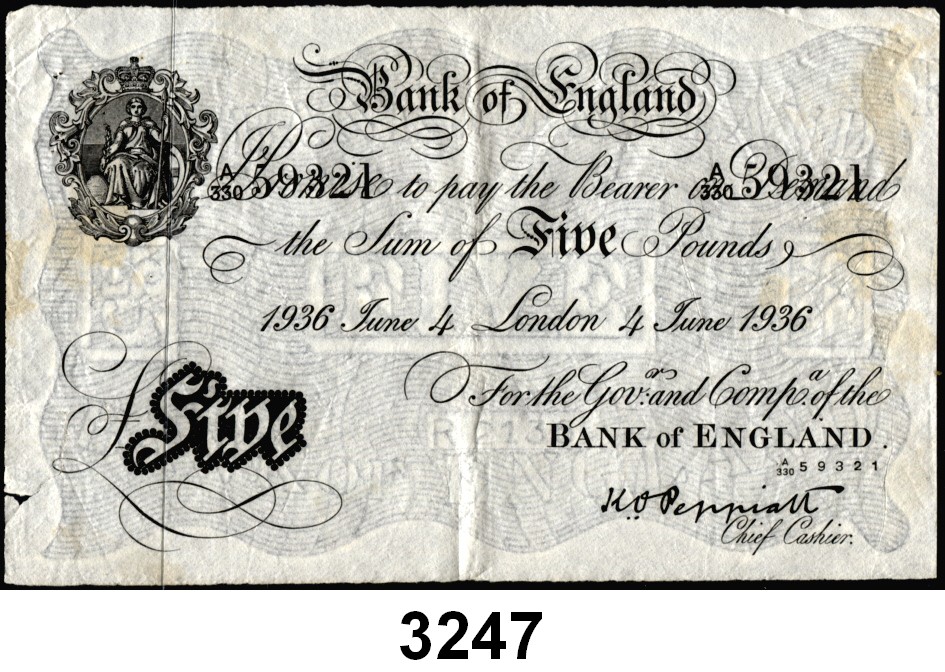 Bank of England
A/330 59321 A/330 59321
I Promise to pay the Bearer on Demand
the Sum of Five Pounds
1936 June 4 London 4 June 1936
For the Gov.r and Comp.a of the
BANK of ENGLAND.
A/330 59321
£ Five
K.O. Peppiatt
Chief Cashier.
3247